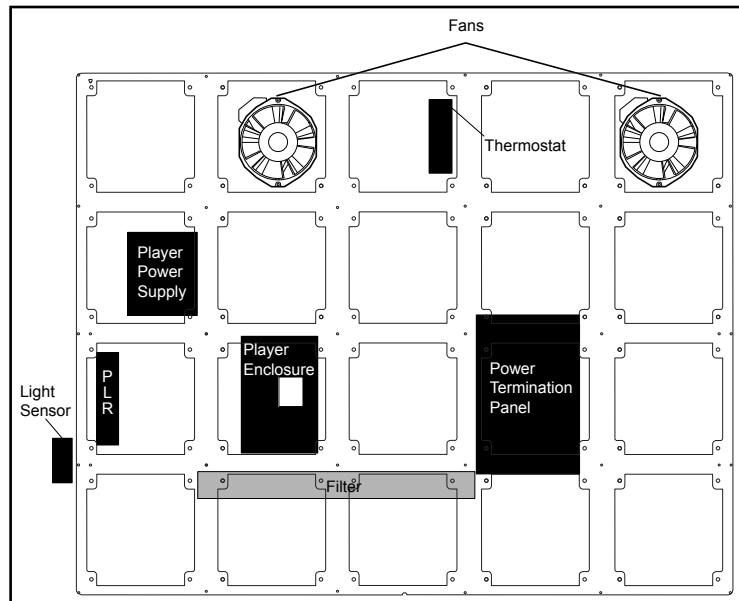 Fans
Thermostat
Player
Power
Supply
Player
Enclosure
P
L
R
Power
Termination
Panel
Light
Sensor
Filter